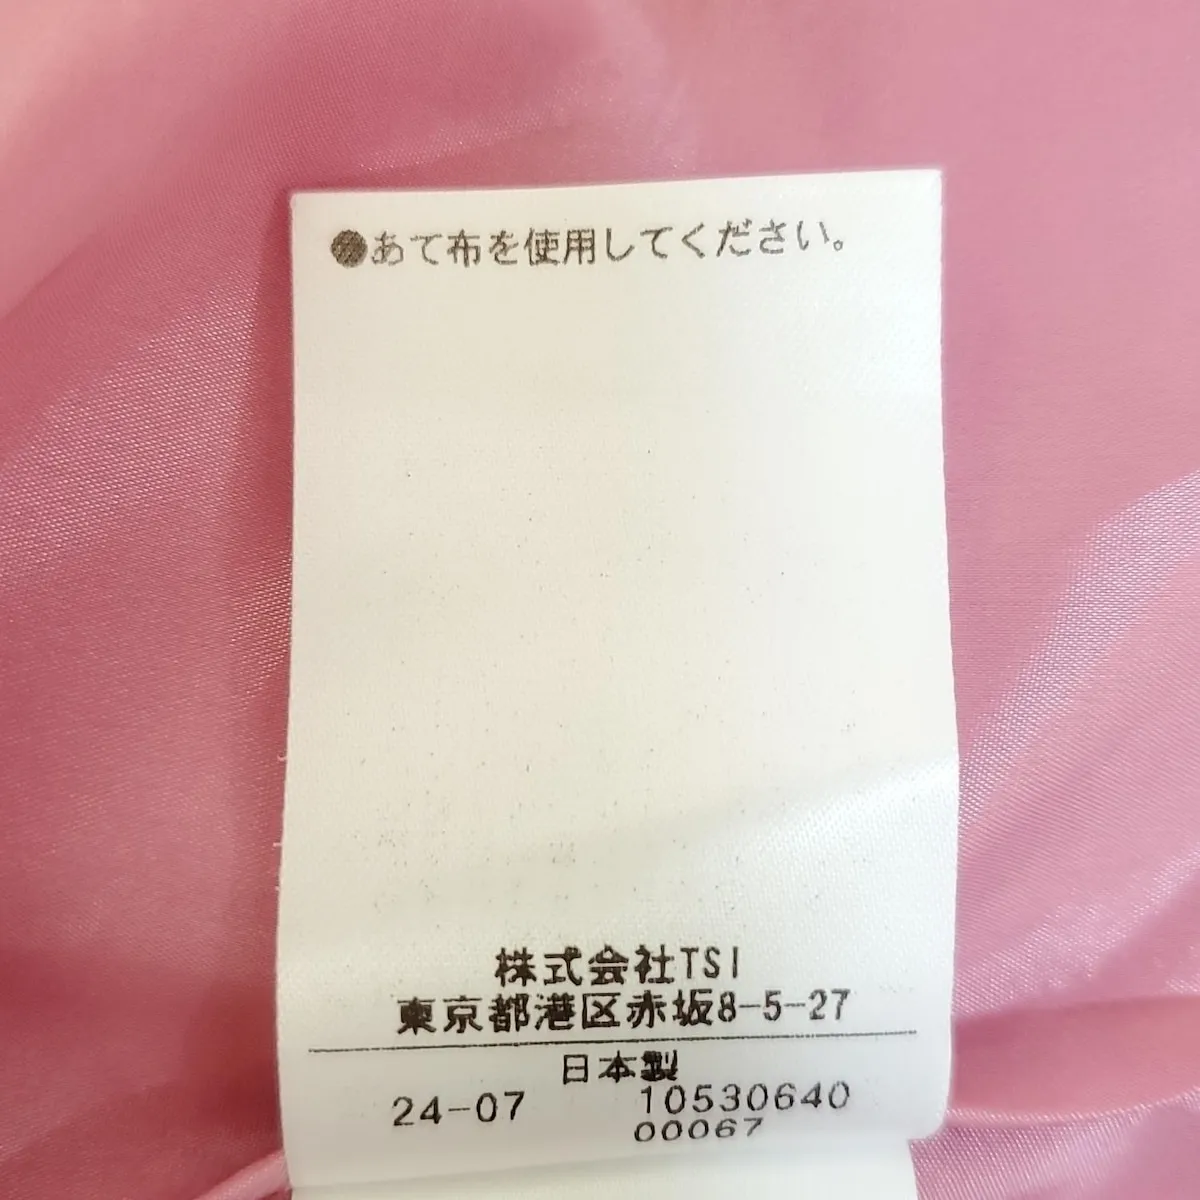 ●あて布を使用してください。
株式会社TSI
東京都港区赤坂8-5-27
日本製
24-07 10530640
00067